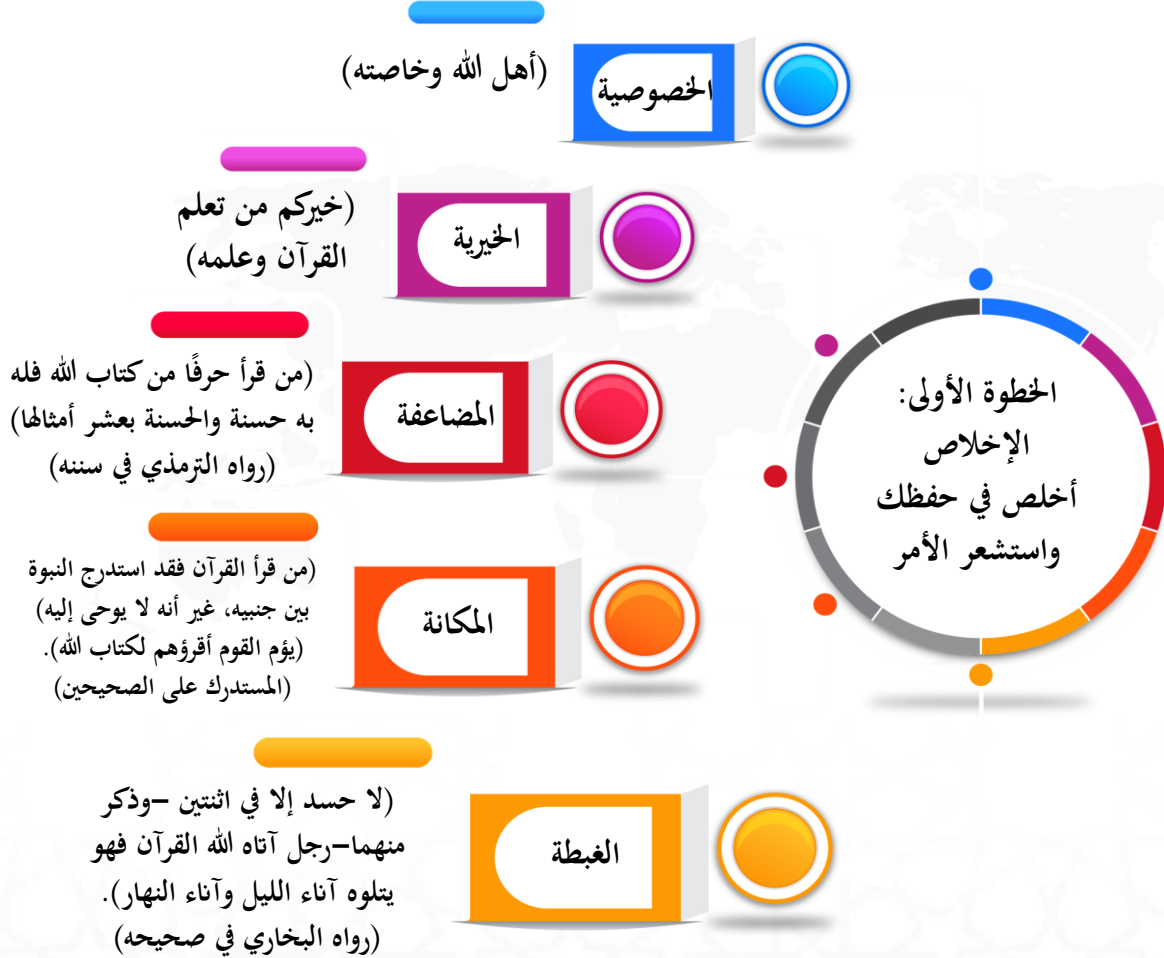 الخطوة الأولى:
الإخلاص
أخلص في حفظك
واستشعر الأمر
الخصوصية
(أهل الله وخاصته)
الخيرية
(خيركم من تعلم
القرآن وعلمه)
المضاعفة
(من قرأ حرفًا من كتاب الله فله
به حسنة والحسنة بعشر أمثالها)
(رواه الترمذي في سننه)
المكانة
(من قرأ القرآن فقد استدرج النبوة
بين جنبيه، غير أنه لا يوحى إليه)
(يؤم القوم أقرؤهم لكتاب الله).
(المستدرك على الصحيحين)
الغبطة
(لا حسد إلا في اثنتين –وذكر
منهما–رجل آتاه الله القرآن فهو
يتلوه آناء الليل وآناء النهار).
(رواه البخاري في صحيحه)